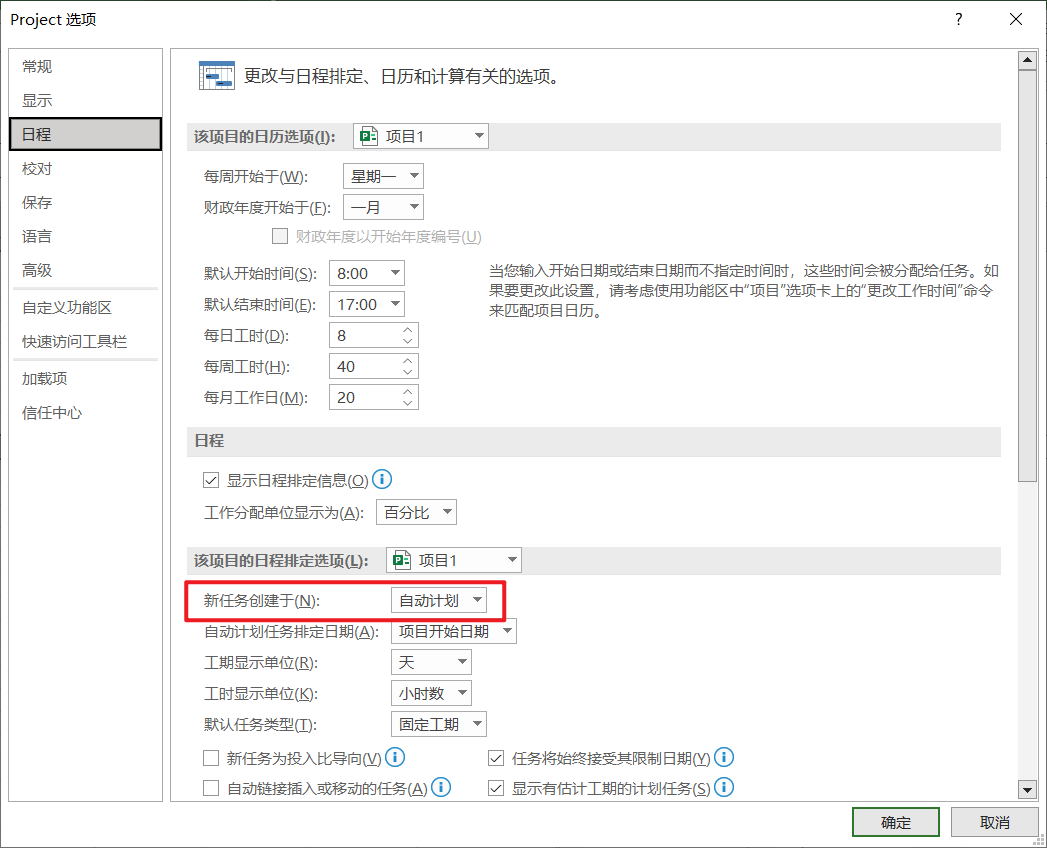 Project 选项
?
常规
显示
日程
校对
保存
语言
高级
自定义功能区
快速访问工具栏
加载项
信任中心
更改与日程排定、日历和计算有关的选项。
该项目的日历选项(I): 项目1
每周开始于(W): 星期一
财政年度开始于(F): 一月
财政年度以开始年度编号(U)
默认开始时间(S): 8:00
默认结束时间(E): 17:00
每日工时(D): 8
每周工时(H): 40
每月工作日(M): 20
当您输入开始日期或结束日期而不指定时间时，这些时间会被分配给任务。如
果要更改此设置，请考虑使用功能区中“项目”选项卡上的“更改工作时间”命令
来匹配项目日历。
日程
显示日程排定信息(O)
工作分配单位显示为(A): 百分比
该项目的日程排定选项(L): 项目1
新任务创建于(N): 自动计划
自动计划任务排定日期(A): 项目开始日期
工期显示单位(R): 天
工时显示单位(K): 小时数
默认任务类型(T): 固定工期
新任务为投入比导向(V) 任务将始终接受其限制日期(Y)
自动链接插入或移动的任务(A) 显示有估计工期的计划任务(S)
确定 取消